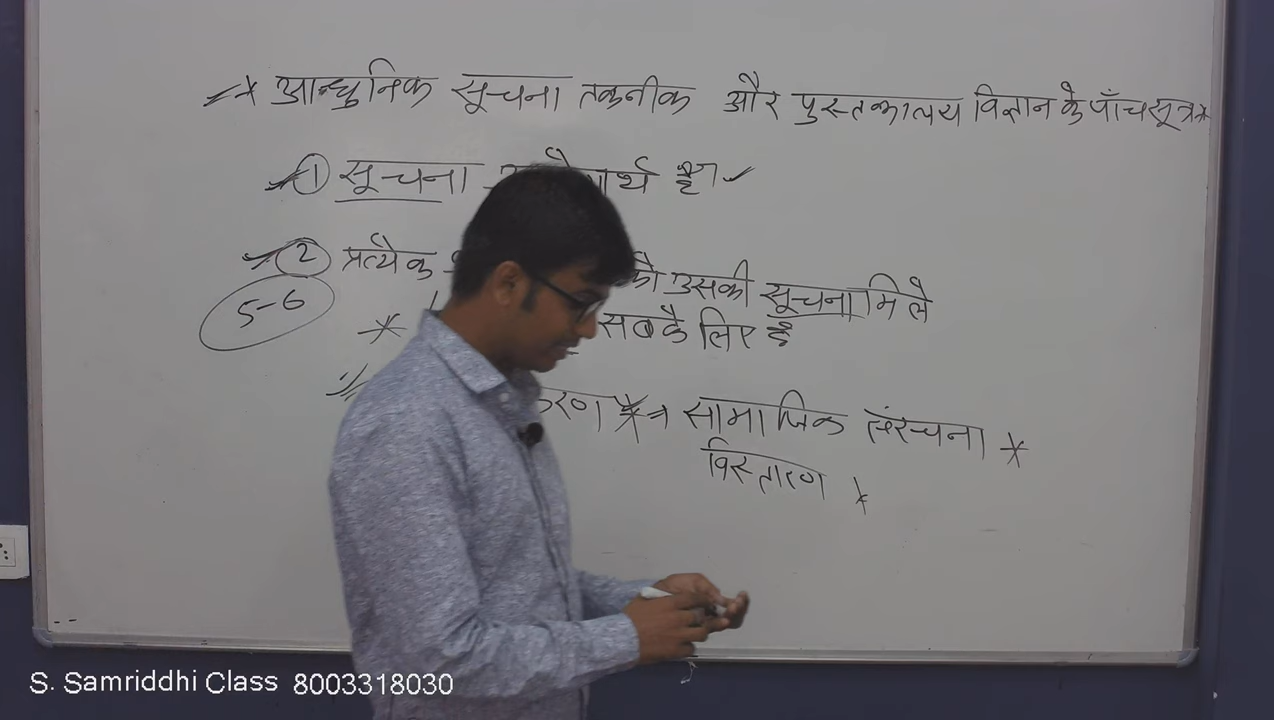 * आधुनिक सूचना तकनीक और पुस्तकालय विज्ञान के पाँच सूत्र *
1 सूचना है
2 प्रत्येक को उसकी सूचना मिले
5-6
* सबके लिए है
सामाजिक संरचना *
विस्तारण *
S. Samriddhi Class 8003318030